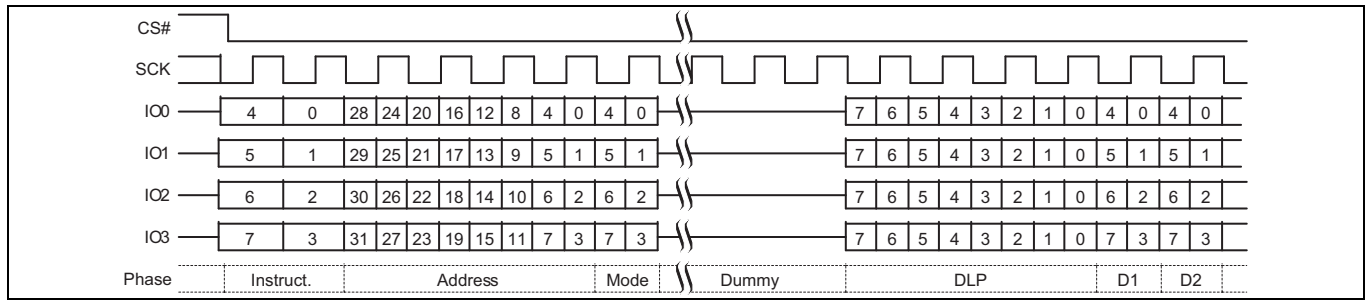 CS#
SCK
IO0 4 0 28 24 20 16 12 8 4 0 4 0 7 6 5 4 3 2 1 0 4 0 4 0
IO1 5 1 29 25 21 17 13 9 5 1 5 1 7 6 5 4 3 2 1 0 5 1 5 1
IO2 6 2 30 26 22 18 14 10 6 2 6 2 7 6 5 4 3 2 1 0 6 2 6 2
IO3 7 3 31 27 23 19 15 11 7 3 7 3 7 6 5 4 3 2 1 0 7 3 7 3
Phase Instruct. Address Mode Dummy DLP D1 D2